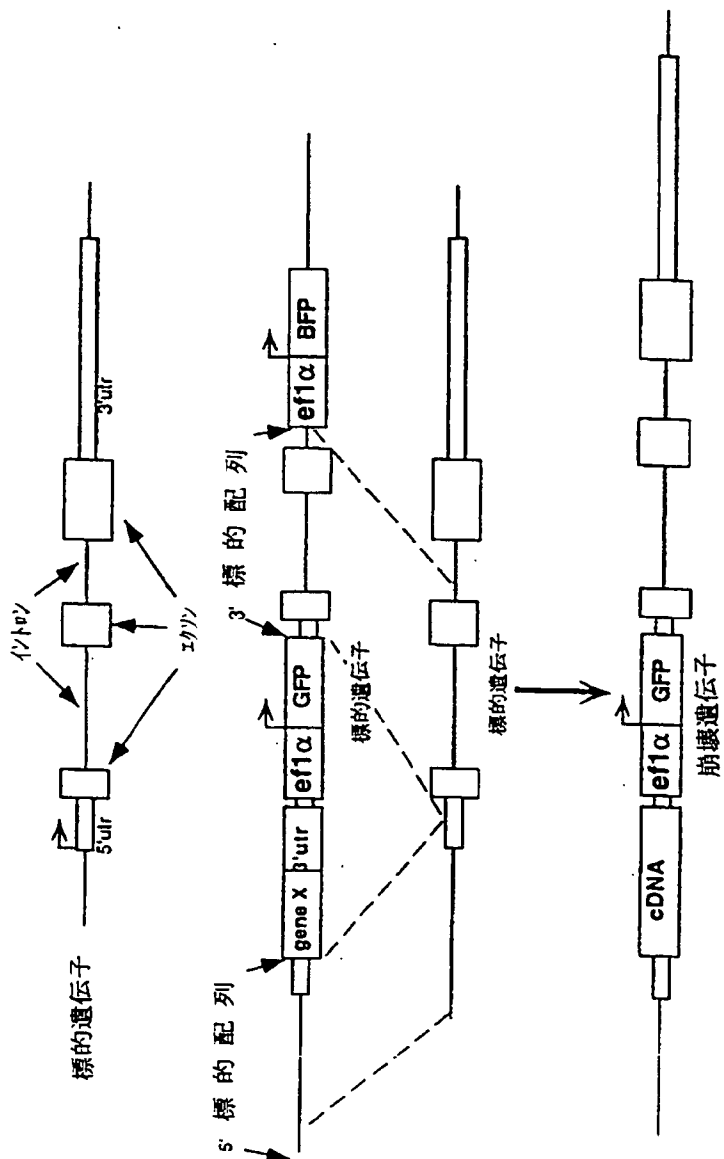 標的遺伝子
5'utr
イントロン
エクソン
3'utr
5' 標的配列
gene X
3'utr
ef1α
GFP
3' 標的配列
ef1α
BFP
標的遺伝子
標的遺伝子
cDNA
ef1α
GFP
崩壊遺伝子